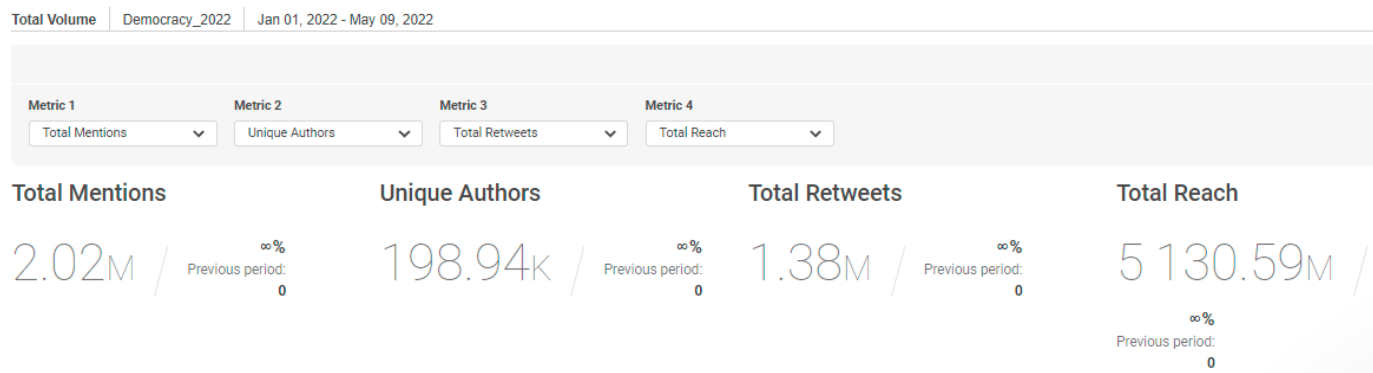 Total Volume Democracy_2022 Jan 01, 2022 - May 09, 2022
Metric 1 Metric 2 Metric 3 Metric 4
Total Mentions Unique Authors Total Retweets Total Reach
Total Mentions Unique Authors Total Retweets Total Reach
2.02M ∞% Previous period: 0
198.94K ∞% Previous period: 0
1.38M ∞% Previous period: 0
5 130.59M
∞%
Previous period:
0